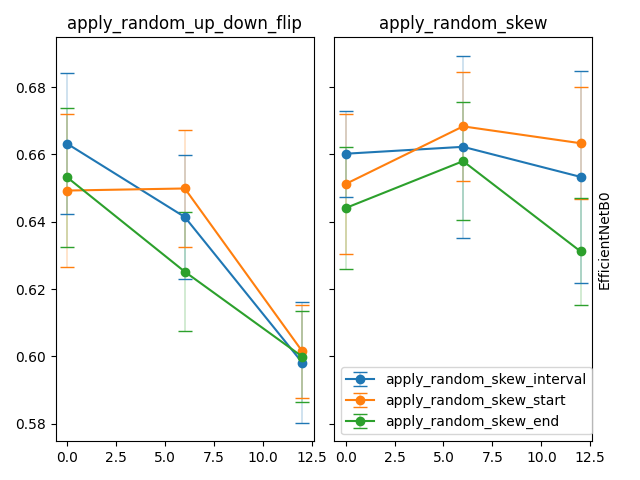 apply_random_up_down_flip
apply_random_skew
0.68
0.66
0.64
0.62
0.60
0.58
EfficientNetB0
apply_random_skew_interval
apply_random_skew_start
apply_random_skew_end
0.0 2.5 5.0 7.5 10.0 12.5
0.0 2.5 5.0 7.5 10.0 12.5